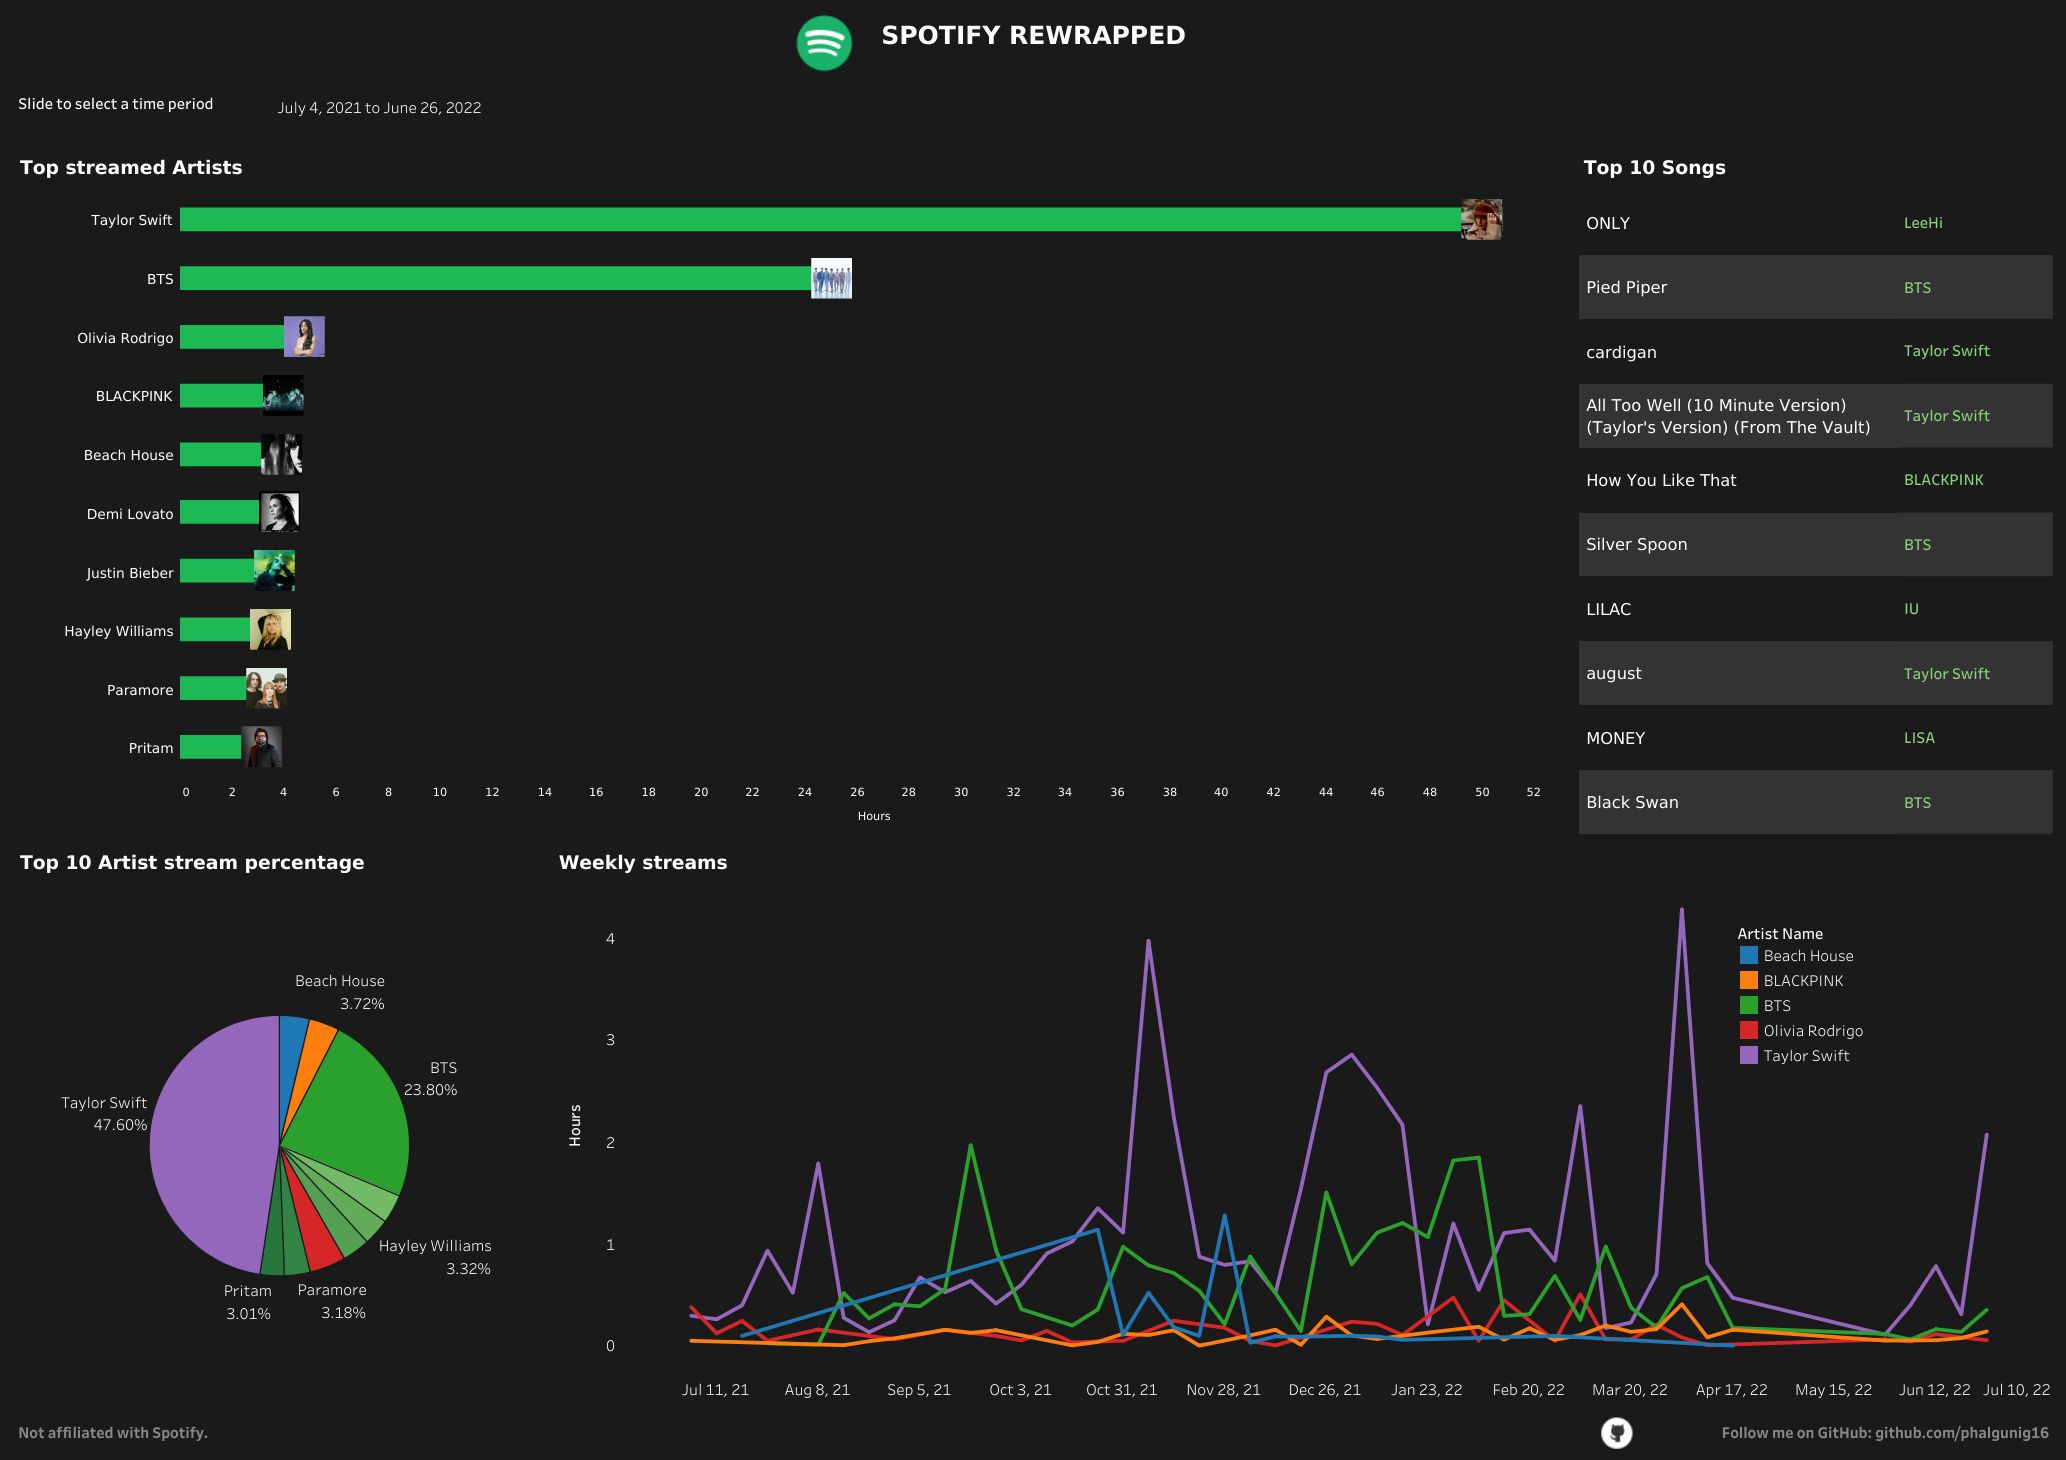 SPOTIFY REWRAPPED
Slide to select a time period
July 4, 2021 to June 26, 2022
Top streamed Artists
Taylor Swift
BTS
Olivia Rodrigo
BLACKPINK
Beach House
Demi Lovato
Justin Bieber
Hayley Williams
Paramore
Pritam
0 2 4 6 8 10 12 14 16 18 20 22 24 26 28 30 32 34 36 38 40 42 44 46 48 50 52
Hours
Top 10 Songs
ONLY LeeHi
Pied Piper BTS
cardigan Taylor Swift
All Too Well (10 Minute Version)
(Taylor's Version) (From The Vault) Taylor Swift
How You Like That BLACKPINK
Silver Spoon BTS
LILAC IU
august Taylor Swift
MONEY LISA
Black Swan BTS
Top 10 Artist stream percentage
Beach House
3.72%
BTS
23.80%
Taylor Swift
47.60%
Hayley Williams
3.32%
Pritam
3.01%
Paramore
3.18%
Weekly streams
4
3
2
1
0
Hours
Artist Name
Beach House
BLACKPINK
BTS
Olivia Rodrigo
Taylor Swift
Jul 11, 21 Aug 8, 21 Sep 5, 21 Oct 3, 21 Oct 31, 21 Nov 28, 21 Dec 26, 21 Jan 23, 22 Feb 20, 22 Mar 20, 22 Apr 17, 22 May 15, 22 Jun 12, 22 Jul 10, 22
Not affiliated with Spotify.
Follow me on GitHub: github.com/phalgunig16